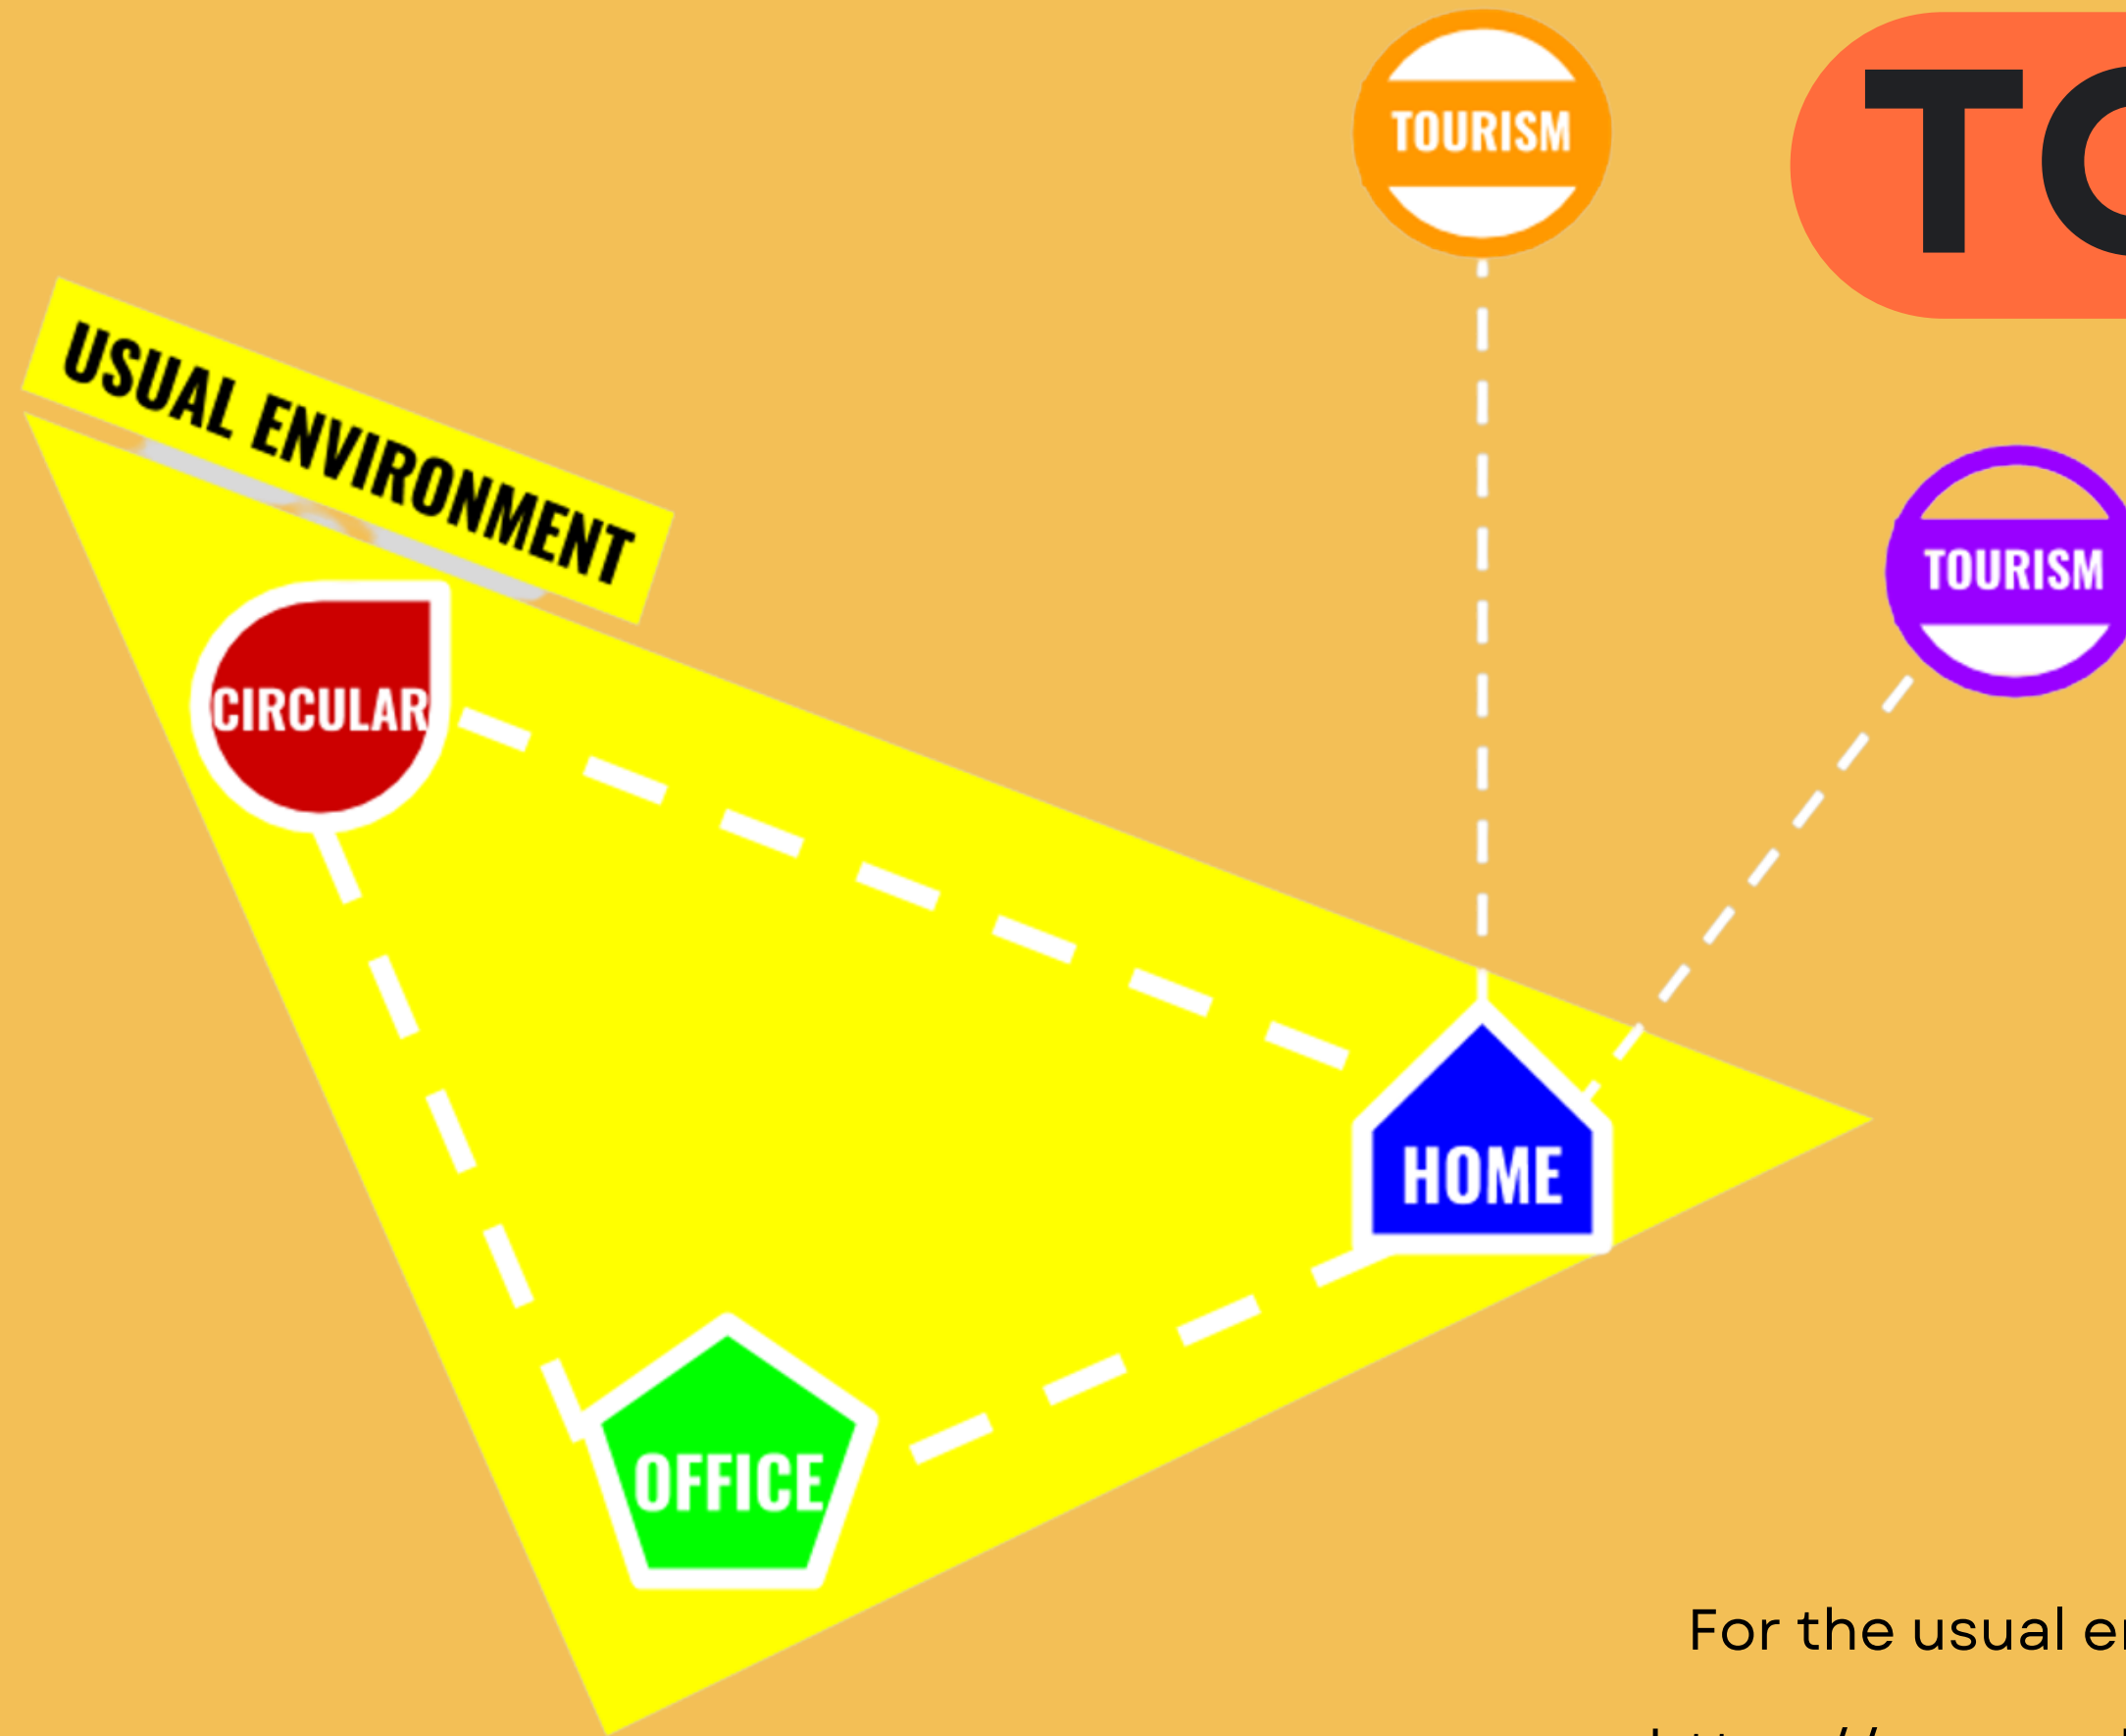 TOURISM
USUAL ENVIRONMENT
TOURISM
CIRCULAR
HOME
OFFICE
For the usual